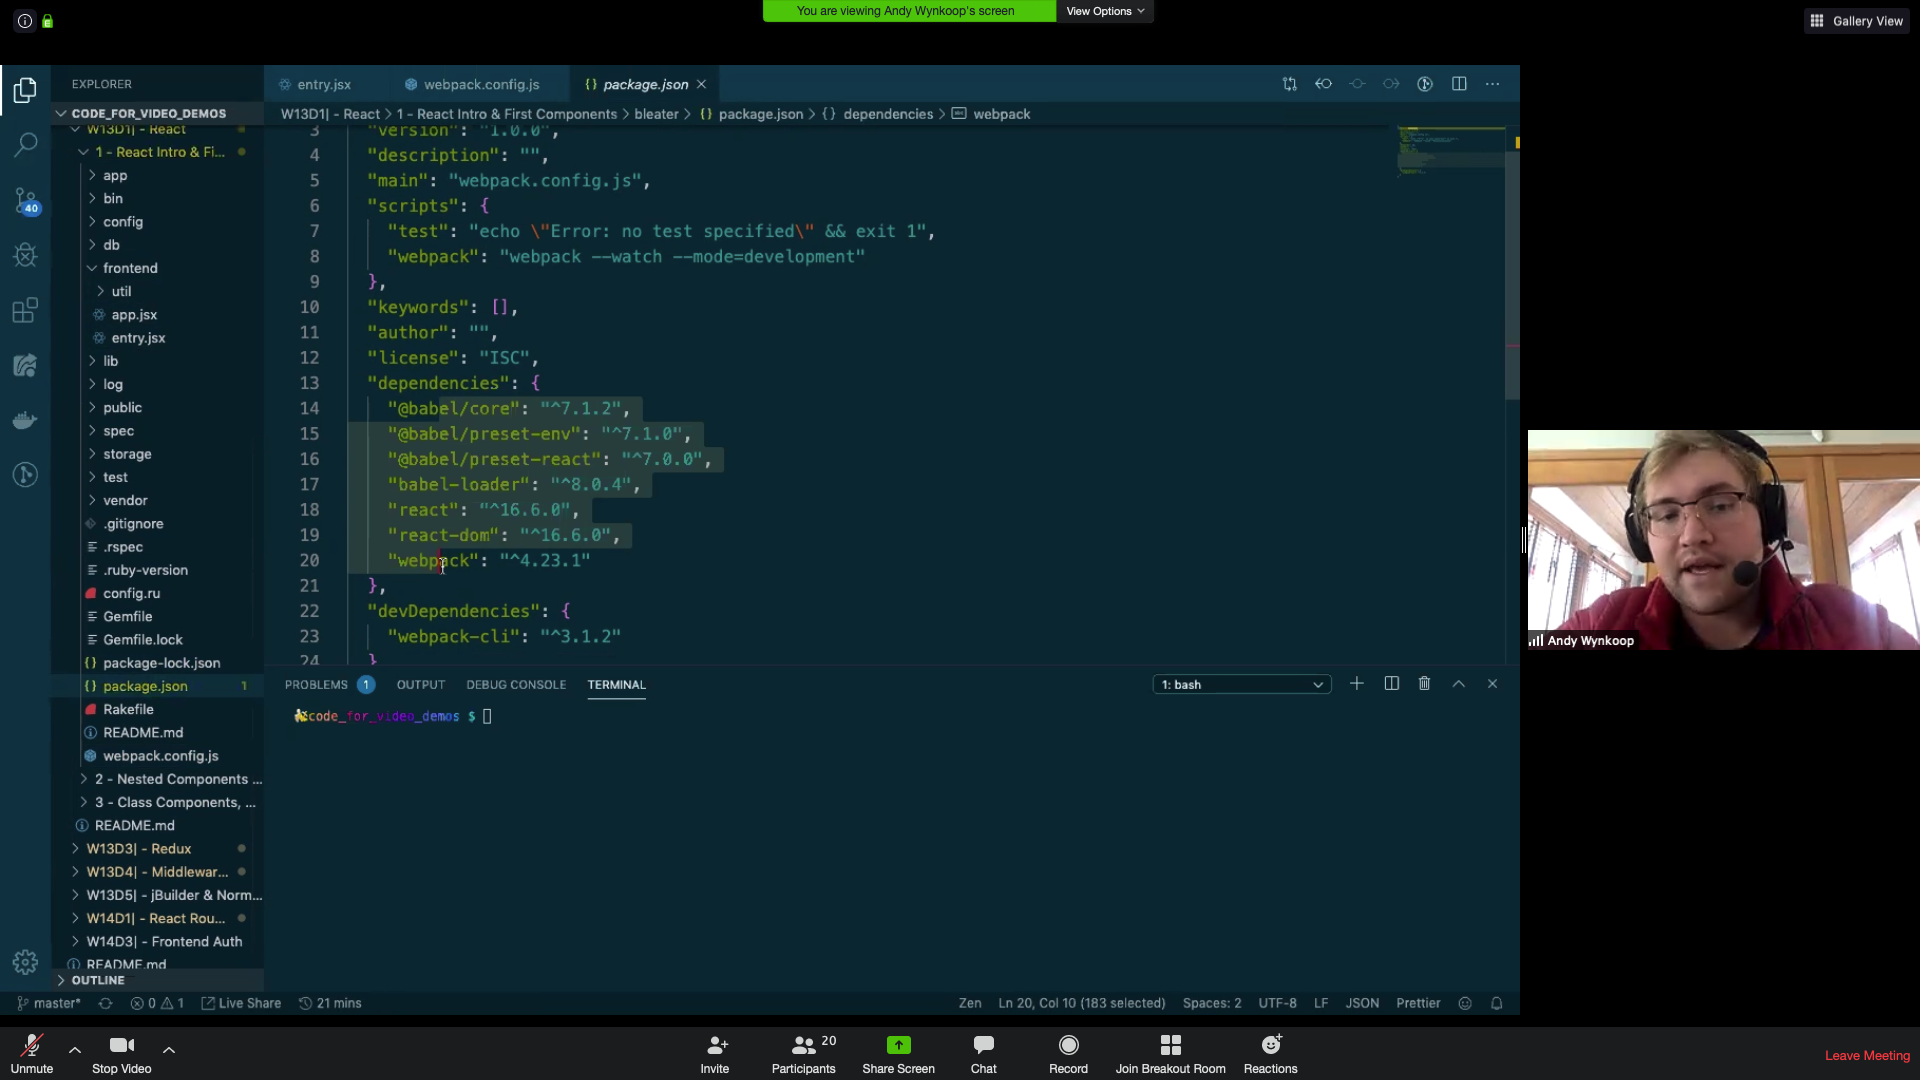 You are viewing Andy Wynkoop's screen
View Options
Gallery View
EXPLORER
entry.jsx
webpack.config.js
{} package.json
CODE_FOR_VIDEO_DEMOS
W13D1| - React
1 - React Intro & Fi...
app
bin
config
db
frontend
util
app.jsx
entry.jsx
lib
log
public
spec
storage
test
vendor
.gitignore
.rspec
.ruby-version
config.ru
Gemfile
Gemfile.lock
{} package-lock.json
{} package.json 1
Rakefile
README.md
webpack.config.js
2 - Nested Components ...
3 - Class Components, ...
README.md
W13D3| - Redux
W13D4| - Middlewar...
W13D5| - jBuilder & Norm...
W14D1| - React Rou...
W14D3| - Frontend Auth
README.md
OUTLINE
40
W13D1| - React > 1 - React Intro & First Components > bleater > {} package.json > {} dependencies > webpack
3 "version": "1.0.0",
4 "description": "",
5 "main": "webpack.config.js",
6 "scripts": {
7 "test": "echo \"Error: no test specified\" && exit 1",
8 "webpack": "webpack --watch --mode=development"
9 },
10 "keywords": [],
11 "author": "",
12 "license": "ISC",
13 "dependencies": {
14 "@babel/core": "^7.1.2",
15 "@babel/preset-env": "^7.1.0",
16 "@babel/preset-react": "^7.0.0",
17 "babel-loader": "^8.0.4",
18 "react": "^16.6.0",
19 "react-dom": "^16.6.0",
20 "webpack": "^4.23.1"
21 },
22 "devDependencies": {
23 "webpack-cli": "^3.1.2"
24 }
PROBLEMS 1 OUTPUT DEBUG CONSOLE TERMINAL
1: bash
code_for_video_demos $
Andy Wynkoop
master* 0 1 Live Share 21 mins
Zen Ln 20, Col 10 (183 selected) Spaces: 2 UTF-8 LF JSON Prettier
Unmute
Stop Video
Invite
Participants 20
Share Screen
Chat
Record
Join Breakout Room
Reactions
Leave Meeting